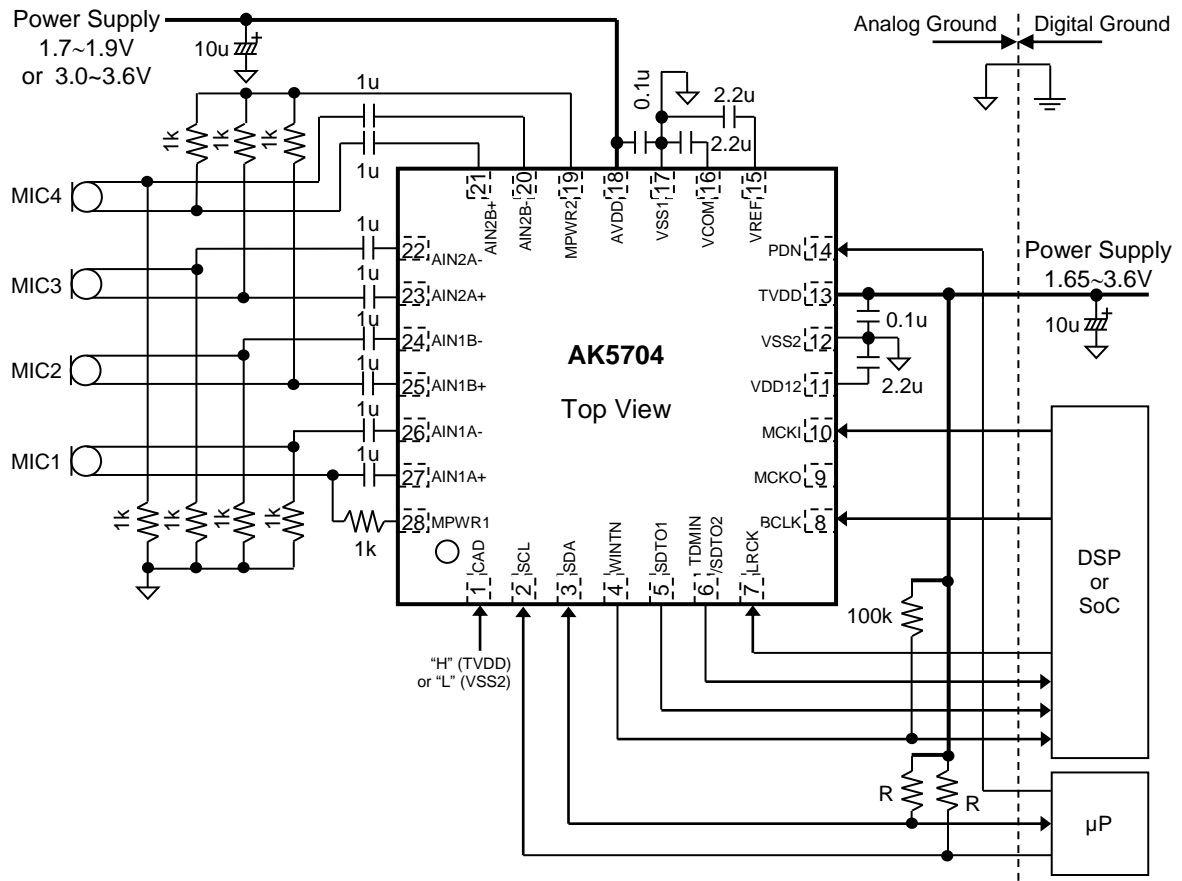 Power Supply
1.7~1.9V
or 3.0~3.6V
10u
+
Analog Ground
Digital Ground
1u
1u
0.1u
2.2u
2.2u
1k
1k
1k
MIC4
MIC3
MIC2
MIC1
21
20
19
18
17
16
15
AIN2B+
AIN2B-
MPWR2
AVDD
VSS1
VCOM
VREF
1u
22
AIN2A-
1u
23
AIN2A+
1u
24
AIN1B-
1u
25
AIN1B+
1u
26
AIN1A-
1u
27
AIN1A+
28
MPWR1
1k
1k
1k
1k
1k
AK5704
Top View
PDN
14
TVDD
13
VSS2
12
VDD12
11
MCKI
10
MCKO
9
BCLK
8
Power Supply
1.65~3.6V
0.1u
2.2u
10u
+
CAD
SCL
SDA
WINTN
SDTO1
TDMIN
/SDTO2
LRCK
1
2
3
4
5
6
7
"H" (TVDD)
or "L" (VSS2)
100k
R
R
DSP
or
SoC
µP